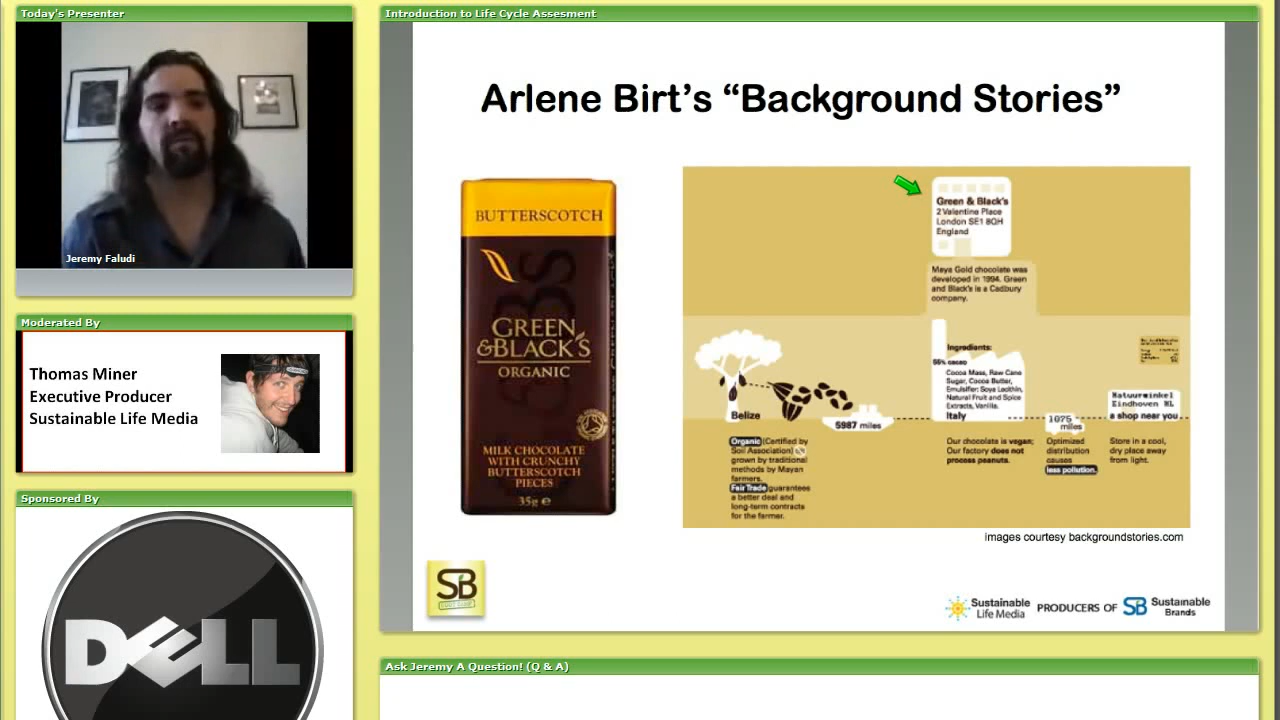 Today's Presenter
Jeremy Faludi
Moderated By
Thomas Miner
Executive Producer
Sustainable Life Media
Sponsored By
DELL
Introduction to Life Cycle Assesment
Arlene Birt's “Background Stories”
BUTTERSCOTCH
GREEN
&BLACK'S
ORGANIC
MILK CHOCOLATE
WITH CRUNCHY
BUTTERSCOTCH
PIECES
35g e
Green & Black's
2 Valentine Place
London SE1 8QH
England
Maya Gold chocolate was
developed in 1994. Green
and Black's is a Cadbury
company.
Ingredients:
55% cacao
Cocoa Mass, Raw Cane
Sugar, Cocoa Butter,
Emulsifier: Soya Lecithin,
Natural Fruit and Spice
Extracts, Vanilla.
Belize
5987 miles
Italy
1075
miles
Natuurwinkel
Eindhoven NL
a shop near you
Organic (Certified by
Soil Association)
grown by traditional
methods by Mayan
farmers.
Fair Trade guarantees
a better deal and
long-term contracts
for the farmer.
Our chocolate is vegan;
Our factory does not
process peanuts.
Optimized
distribution
causes
less pollution.
Store in a cool,
dry place away
from light.
images courtesy backgroundstories.com
SB
Sustainable
Life Media
PRODUCERS OF
SB
Sustainable
Brands
Ask Jeremy A Question! (Q & A)